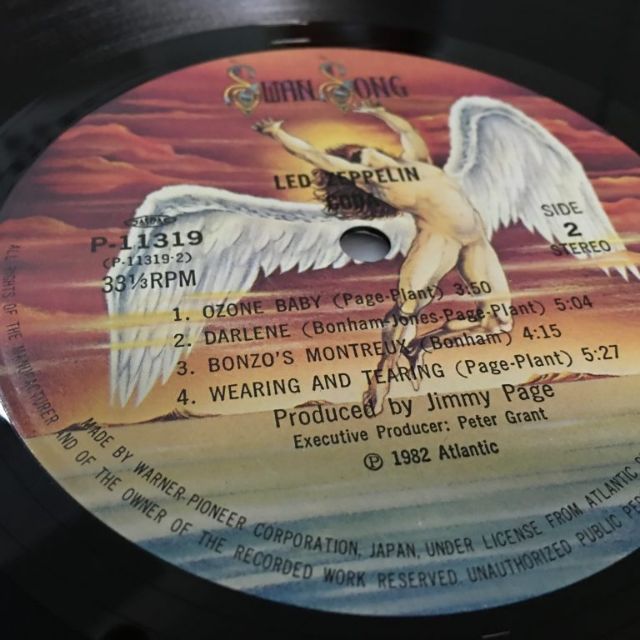 SWAN SONG
LED ZEPPELIN
CODA
P-11319
(P-11319-2)
33⅓RPM
SIDE
2
STEREO
1. OZONE BABY (Page-Plant) 3:50
2. DARLENE (Bonham-Jones-Page-Plant) 5:04
3. BONZO'S MONTREUX (Bonham) 4:15
4. WEARING AND TEARING (Page-Plant) 5:27
Produced by Jimmy Page
Executive Producer: Peter Grant
Ⓟ 1982 Atlantic
MADE BY WARNER-PIONEER CORPORATION, JAPAN, UNDER LICENSE FROM ATLANTIC
ALL RIGHTS OF THE MANUFACTURER AND OF THE OWNER OF THE RECORDED WORK RESERVED. UNAUTHORIZED PUBLIC